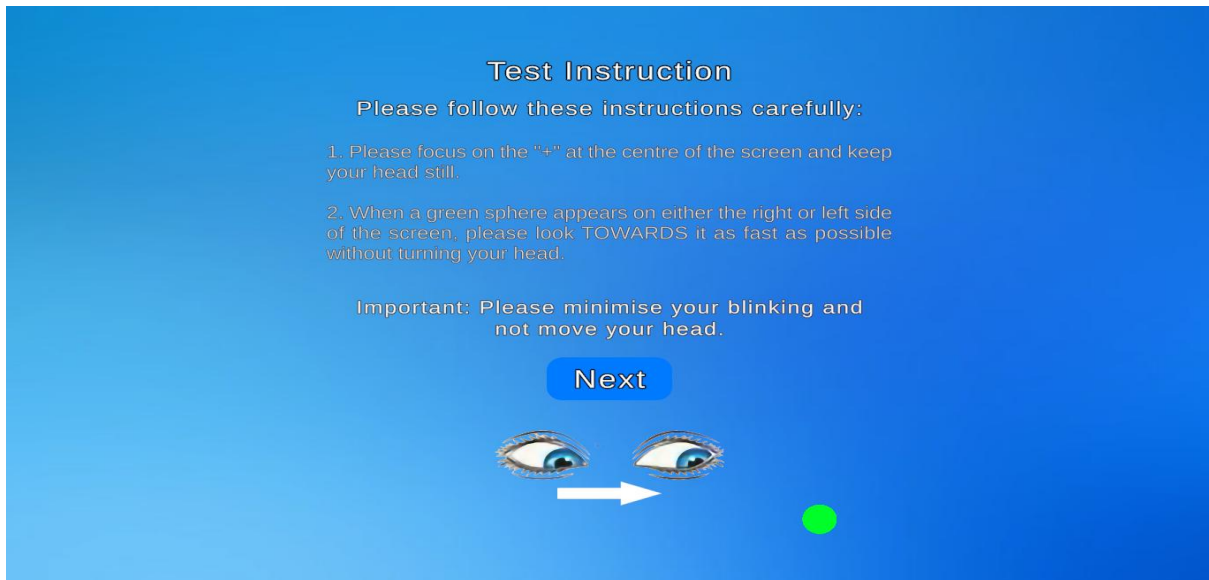 Test Instruction
Please follow these instructions carefully:
1. Please focus on the "+" at the centre of the screen and keep
your head still.
2. When a green sphere appears on either the right or left side
of the screen, please look TOWARDS it as fast as possible
without turning your head.
Important: Please minimise your blinking and
not move your head.
Next